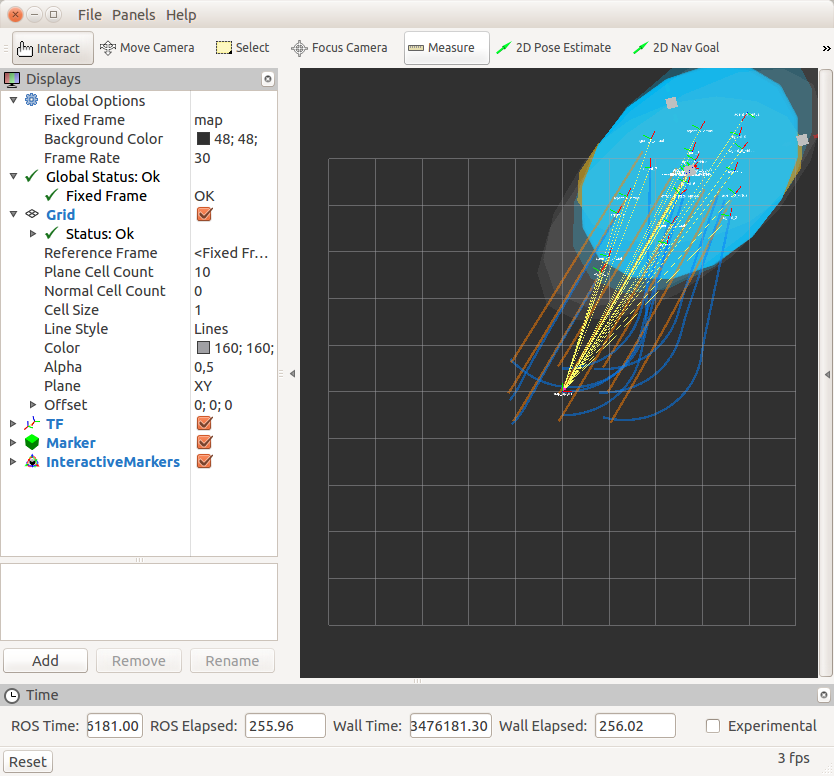 File Panels Help
Interact Move Camera Select Focus Camera Measure 2D Pose Estimate 2D Nav Goal »
Displays
Global Options
Fixed Frame map
Background Color 48; 48;
Frame Rate 30
Global Status: Ok
Fixed Frame OK
Grid
Status: Ok
Reference Frame <Fixed Fr...
Plane Cell Count 10
Normal Cell Count 0
Cell Size 1
Line Style Lines
Color 160; 160;
Alpha 0,5
Plane XY
Offset 0; 0; 0
TF
Marker
InteractiveMarkers
Add Remove Rename
Time
ROS Time: 6181.00 ROS Elapsed: 255.96 Wall Time: 3476181.30 Wall Elapsed: 256.02 Experimental
Reset 3 fps